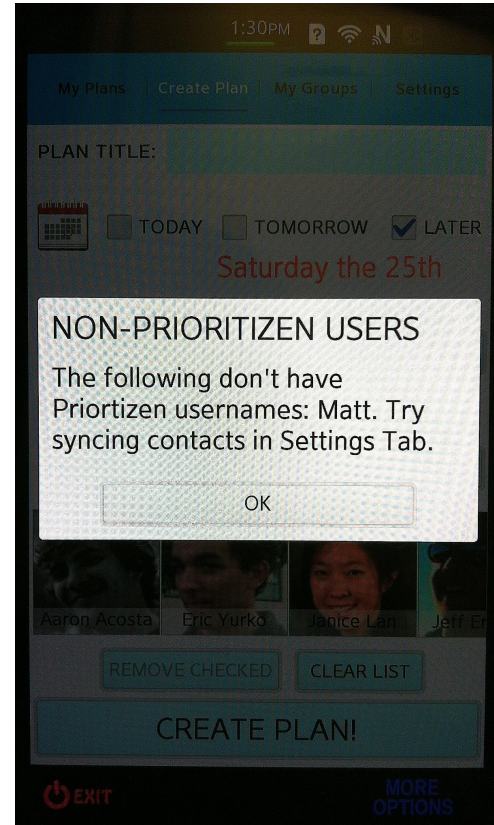 1:30PM
My Plans
Create Plan
My Groups
Settings
PLAN TITLE:
TODAY
TOMORROW
LATER
Saturday the 25th
NON-PRIORITIZEN USERS
The following don't have
Priortizen usernames: Matt. Try
syncing contacts in Settings Tab.
OK
Aaron Acosta
Eric Yurko
Janice Lan
Jeff Er
REMOVE CHECKED
CLEAR LIST
CREATE PLAN!
EXIT
MORE
OPTIONS